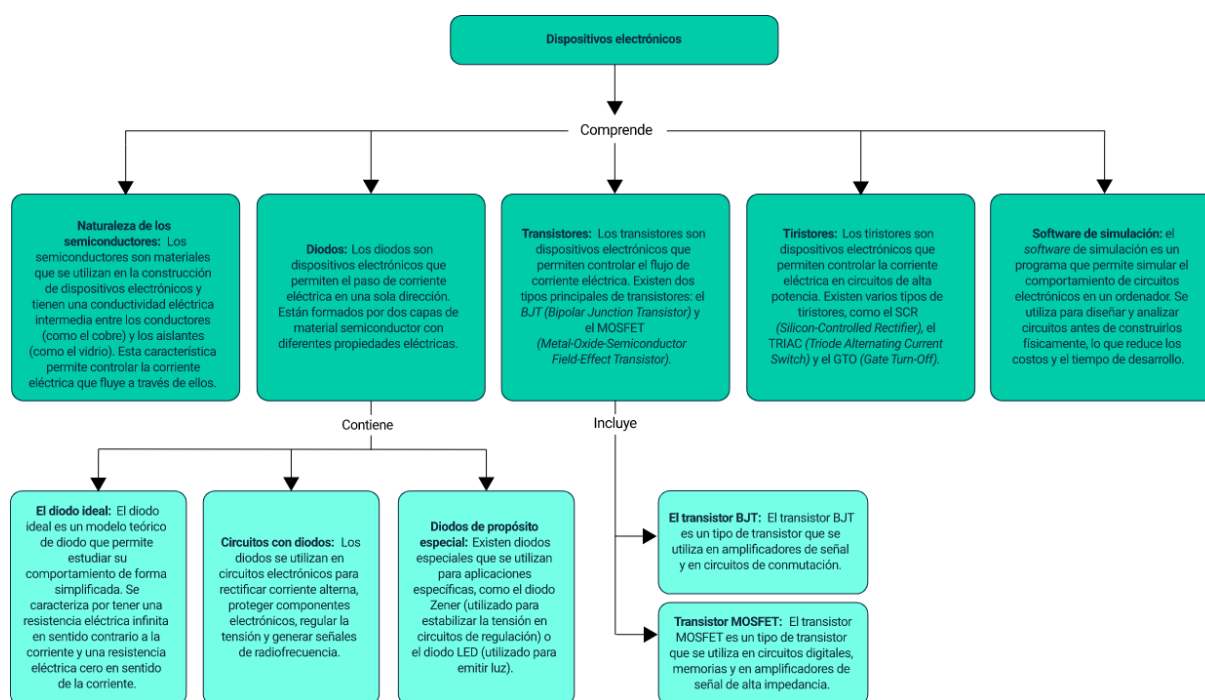 Dispositivos electrónicos
Comprende
Naturaleza de los
semiconductores: Los
semiconductores son materiales
que se utilizan en la construcción
de dispositivos electrónicos y
tienen una conductividad eléctrica
intermedia entre los conductores
(como el cobre) y los aislantes
(como el vidrio). Esta característica
permite controlar la corriente
eléctrica que fluye a través de ellos.
Diodos: Los diodos son
dispositivos electrónicos que
permiten el paso de corriente
eléctrica en una sola dirección.
Están formados por dos capas de
material semiconductor con
diferentes propiedades eléctricas.
Transistores: Los transistores son
dispositivos electrónicos que
permiten controlar el flujo de
corriente eléctrica. Existen dos
tipos principales de transistores: el
BJT (Bipolar Junction Transistor) y
el MOSFET
(Metal-Oxide-Semiconductor
Field-Effect Transistor).
Tiristores: Los tiristores son
dispositivos electrónicos que
permiten controlar la corriente
eléctrica en circuitos de alta
potencia. Existen varios tipos de
tiristores, como el SCR
(Silicon-Controlled Rectifier), el
TRIAC (Triode Alternating Current
Switch) y el GTO (Gate Turn-Off).
Software de simulación: el
software de simulación es un
programa que permite simular el
comportamiento de circuitos
electrónicos en un ordenador. Se
utiliza para diseñar y analizar
circuitos antes de construirlos
físicamente, lo que reduce los
costos y el tiempo de desarrollo.
Contiene
Incluye
El diodo ideal: El diodo
ideal es un modelo teórico
de diodo que permite
estudiar su
comportamiento de forma
simplificada. Se
caracteriza por tener una
resistencia eléctrica infinita
en sentido contrario a la
corriente y una resistencia
eléctrica cero en sentido
de la corriente.
Circuitos con diodos: Los
diodos se utilizan en
circuitos electrónicos para
rectificar corriente alterna,
proteger componentes
electrónicos, regular la
tensión y generar señales
de radiofrecuencia.
Diodos de propósito
especial: Existen diodos
especiales que se utilizan
para aplicaciones
específicas, como el diodo
Zener (utilizado para
estabilizar la tensión en
circuitos de regulación) o
el diodo LED (utilizado para
emitir luz).
El transistor BJT: El transistor BJT
es un tipo de transistor que se
utiliza en amplificadores de señal
y en circuitos de conmutación.
Transistor MOSFET: El transistor
MOSFET es un tipo de transistor
que se utiliza en circuitos digitales,
memorias y en amplificadores de
señal de alta impedancia.